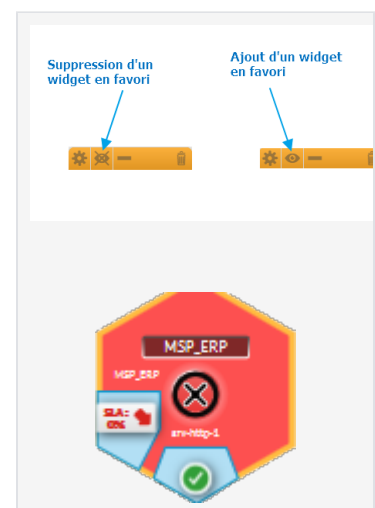 Suppression d'un
widget en favori
Ajout d'un widget
en favori
MSP_ERP
MSP_ERP
SLA:
0%
srv-http-1